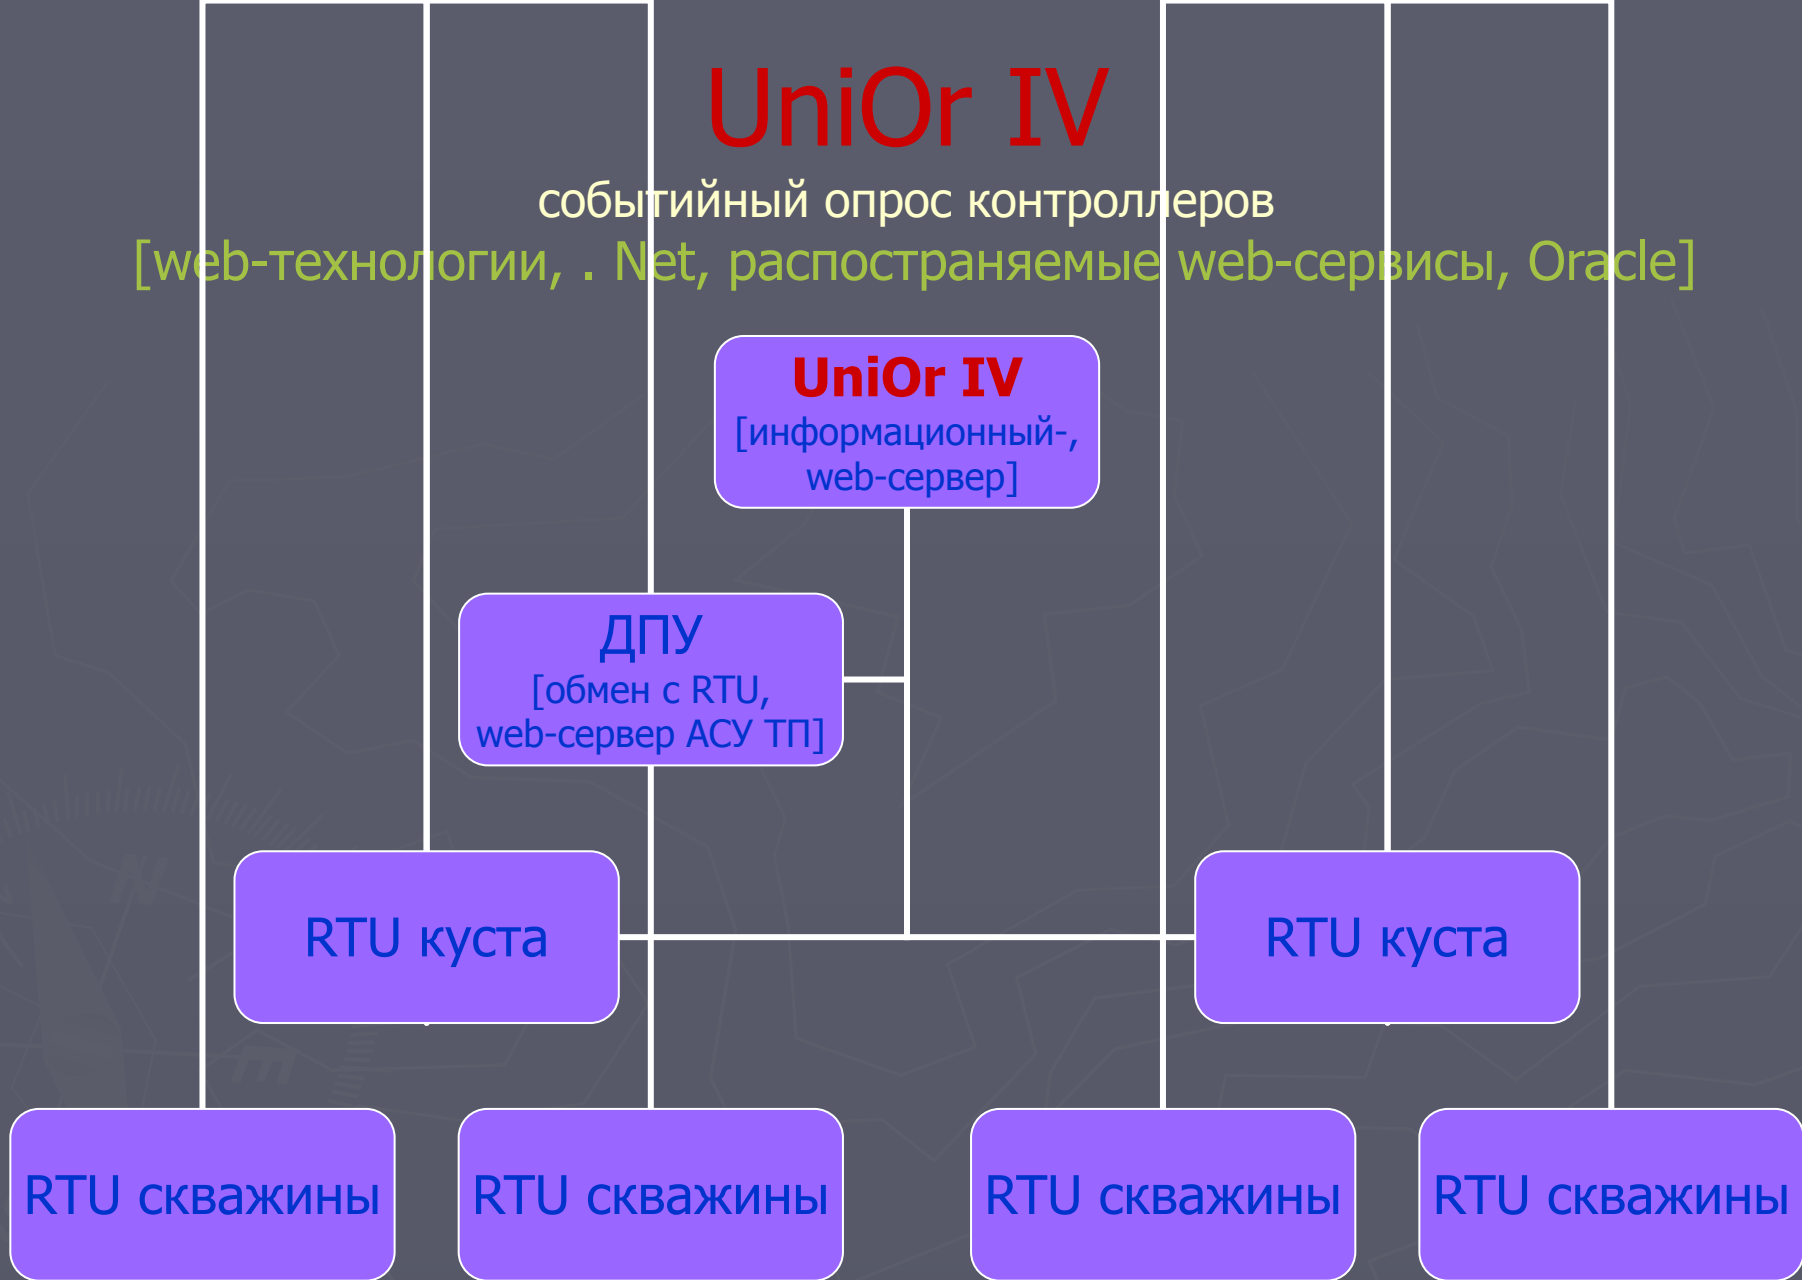 UniOr IV
событийный опрос контроллеров
[web-технологии, . Net, распостраняемые web-сервисы, Oracle]
UniOr IV
[информационный-,
web-сервер]
ДПУ
[обмен с RTU,
web-сервер АСУ ТП]
RTU куста
RTU куста
RTU скважины
RTU скважины
RTU скважины
RTU скважины
N
E